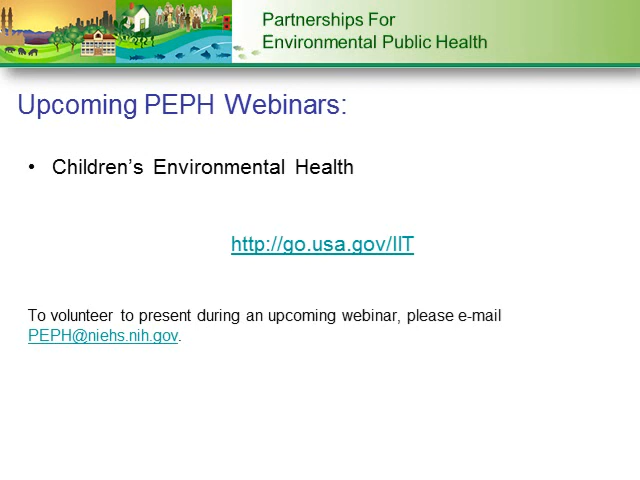 Partnerships For
Environmental Public Health
Upcoming PEPH Webinars:
• Children's Environmental Health
http://go.usa.gov/IIT
To volunteer to present during an upcoming webinar, please e-mail
PEPH@niehs.nih.gov.